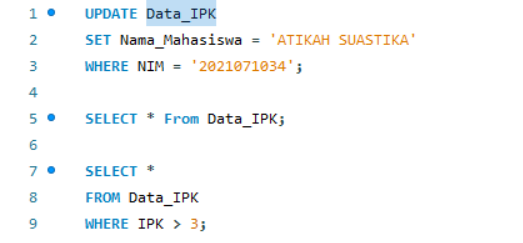 1 UPDATE Data_IPK
2 SET Nama_Mahasiswa = 'ATIKAH SUASTIKA'
3 WHERE NIM = '2021071034';
4
5 SELECT * From Data_IPK;
6
7 SELECT *
8 FROM Data_IPK
9 WHERE IPK > 3;